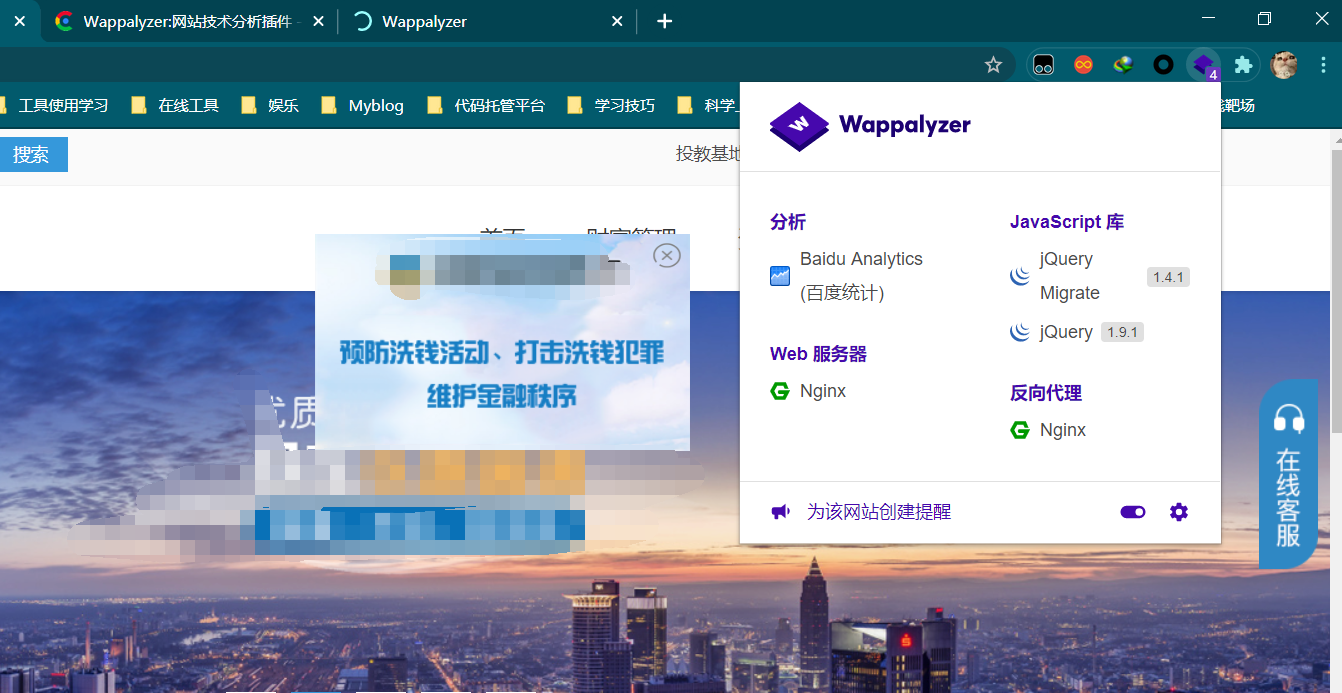 Wappalyzer:网站技术分析插件 -
Wappalyzer
工具使用学习
在线工具
娱乐
Myblog
代码托管平台
学习技巧
靶场
4
搜索
投教基地
首页
财富管理
预防洗钱活动、打击洗钱犯罪
维护金融秩序
优质
W
Wappalyzer
分析
Baidu Analytics
(百度统计)
Web 服务器
Nginx
JavaScript 库
jQuery
Migrate
1.4.1
jQuery 1.9.1
反向代理
Nginx
为该网站创建提醒
在线客服